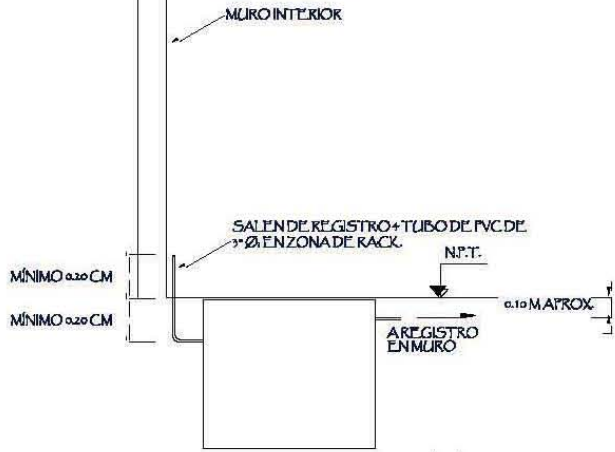 MURO INTERIOR
SALEN DE REGISTRO 4 TUBO DE PVC DE
3" Ø EN ZONA DE RACK.
N.P.T.
MÍNIMO 0.20 CM
0.10 M APROX.
MÍNIMO 0.20 CM
A REGISTRO
EN MURO